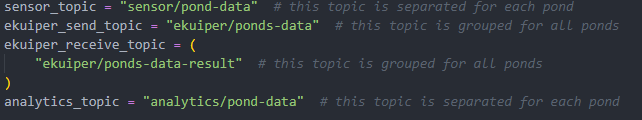 sensor_topic = "sensor/pond-data"  # this topic is separated for each pond
ekuiper_send_topic = "ekuiper/ponds-data"  # this topic is grouped for all ponds
ekuiper_receive_topic = (
    "ekuiper/ponds-data-result"  # this topic is grouped for all ponds
)
analytics_topic = "analytics/pond-data"  # this topic is separated for each pond